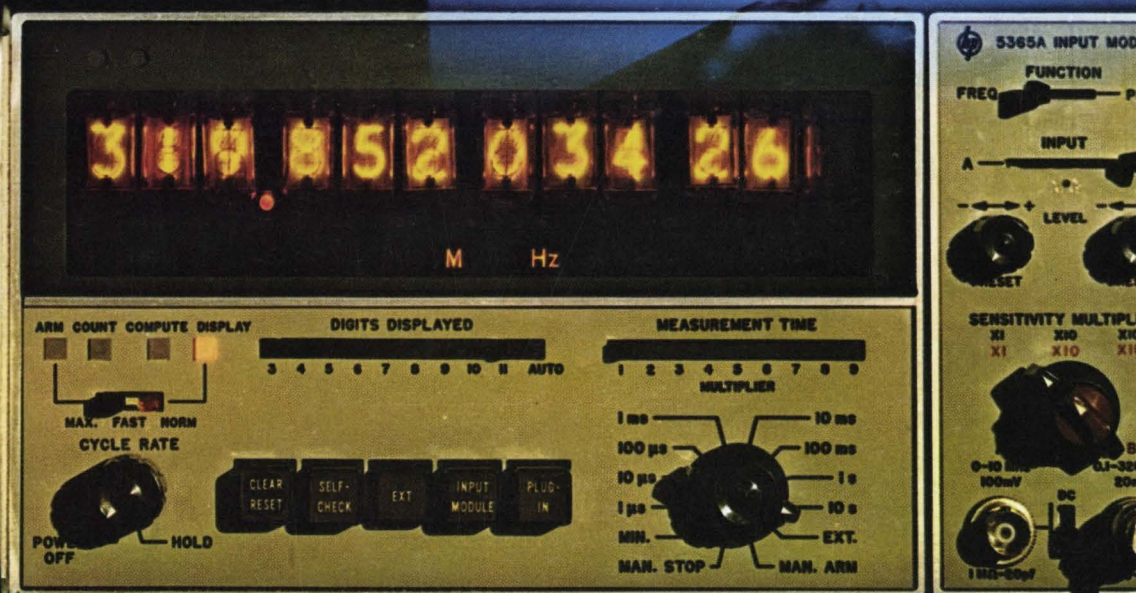 319 852 034 26
M Hz
ARM COUNT COMPUTE DISPLAY
MAX. FAST NORM
CYCLE RATE
OFF
HOLD
DIGITS DISPLAYED
3 4 5 6 7 8 9 10 11 AUTO
CLEAR RESET
SELF-CHECK
EXT
INPUT MODULE
PLUG-IN
MEASUREMENT TIME
1 2 3 4 5 6 7 8 9
MULTIPLIER
1 ms 10 ms
100 µs 100 ms
10 µs 1 s
1 µs 10 s
MIN. EXT.
MAN. STOP MAN. ARM
hp 5365A INPUT
FUNCTION
FREQ
INPUT
A
- +
LEVEL
-
SENSITIVITY
X1 X10
X1 X10
100mV
DC